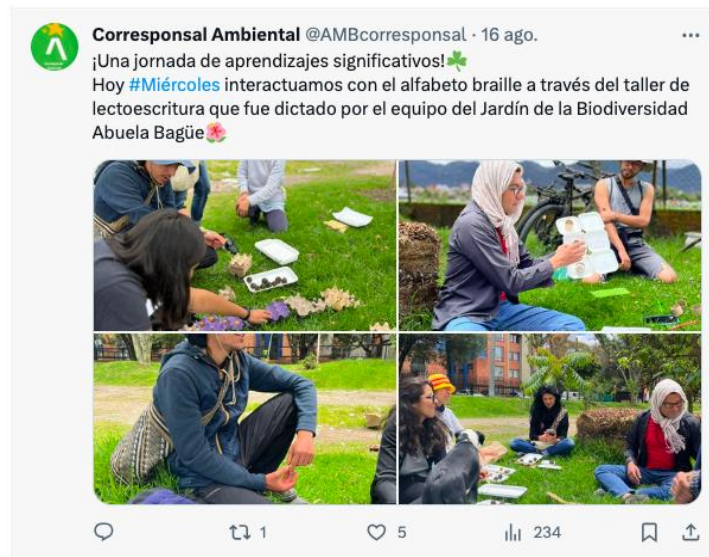 Corresponsal Ambiental @AMBcorresponsal · 16 ago.
¡Una jornada de aprendizajes significativos!☘️
Hoy #Miércoles interactuamos con el alfabeto braille a través del taller de
lectoescritura que fue dictado por el equipo del Jardín de la Biodiversidad
Abuela Bagüe🌺
1 5 234